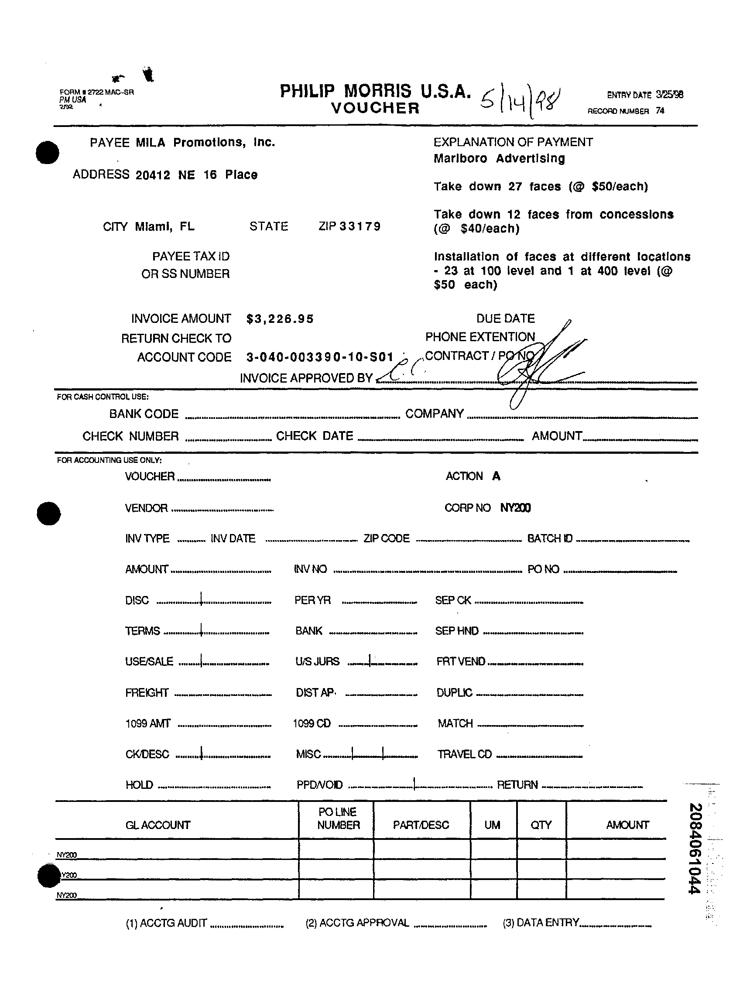 FORM # 2722 MAC-SR
PM USA
2/92
PHILIP MORRIS U.S.A.
VOUCHER
5/14/98
ENTRY DATE 3/25/98
RECORD NUMBER 74
PAYEE MILA Promotions, Inc.
ADDRESS 20412 NE 16 Place
CITY Miami, FL STATE ZIP 33179
PAYEE TAX ID
OR SS NUMBER
EXPLANATION OF PAYMENT
Marlboro Advertising
Take down 27 faces (@ $50/each)
Take down 12 faces from concessions
(@ $40/each)
Installation of faces at different locations
- 23 at 100 level and 1 at 400 level (@
$50 each)
INVOICE AMOUNT $3,226.95 DUE DATE
RETURN CHECK TO PHONE EXTENTION
ACCOUNT CODE 3-040-003390-10-S01 CONTRACT / PO NO
INVOICE APPROVED BY
FOR CASH CONTROL USE:
BANK CODE COMPANY
CHECK NUMBER CHECK DATE AMOUNT
FOR ACCOUNTING USE ONLY:
VOUCHER ACTION A
VENDOR CORP NO NY200
INV TYPE INV DATE ZIP CODE BATCH ID
AMOUNT INV NO PO NO
DISC PER YR SEP CK
TERMS BANK SEP HND
USE/SALE U/S JURS FRT VEND
FREIGHT DIST AP. DUPLIC
1099 AMT 1099 CD MATCH
CK/DESC MISC TRAVEL CD
HOLD PPD/VOID RETURN
GL ACCOUNT PO LINE NUMBER PART/DESC UM QTY AMOUNT
NY200
Y200
NY200
(1) ACCTG AUDIT (2) ACCTG APPROVAL (3) DATA ENTRY
2084061044